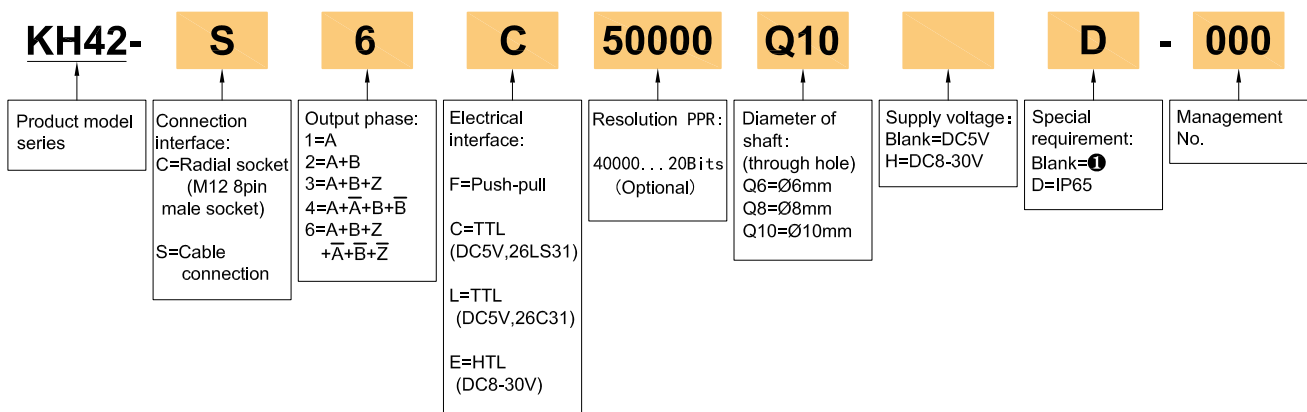 KH42- S 6 C 50000 Q10 D - 000
Product model
series
Connection
interface:
C=Radial socket
(M12 8pin
male socket)
S=Cable
connection
Output phase:
1=A
2=A+B
3=A+B+Z
4=A+A̅+B+B̅
6=A+B+Z
+A̅+B̅+Z̅
Electrical
interface:
F=Push-pull
C=TTL
(DC5V,26LS31)
L=TTL
(DC5V,26C31)
E=HTL
(DC8-30V)
Resolution PPR:
40000...20Bits
(Optional)
Diameter of
shaft:
(through hole)
Q6=Ø6mm
Q8=Ø8mm
Q10=Ø10mm
Supply voltage:
Blank=DC5V
H=DC8-30V
Special
requirement:
Blank=❶
D=IP65
Management
No.